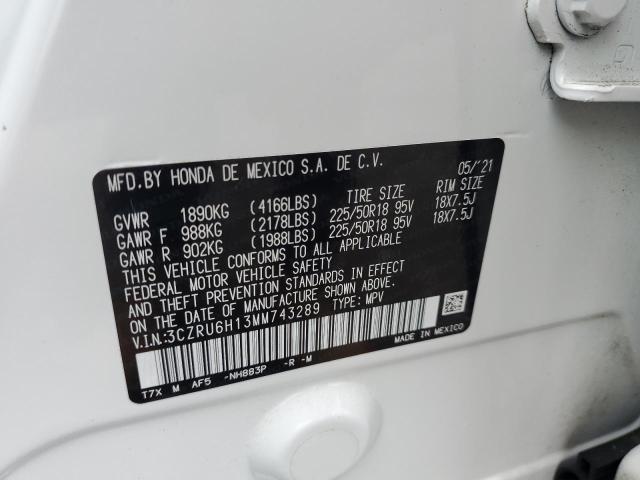 MFD.BY HONDA DE MEXICO S.A. DE C.V. 05/'21
GVWR 1890KG (4166LBS) TIRE SIZE RIM SIZE
GAWR F 988KG (2178LBS) 225/50R18 95V 18X7.5J
GAWR R 902KG (1988LBS) 225/50R18 95V 18X7.5J
THIS VEHICLE CONFORMS TO ALL APPLICABLE
FEDERAL MOTOR VEHICLE SAFETY
AND THEFT PREVENTION STANDARDS IN EFFECT
ON THE DATE OF MANUFACTURE SHOWN ABOVE.
V.I.N.:3CZRU6H13MM743289 TYPE: MPV
MADE IN MEXICO
T7X M AF5 -NH883P -R -M